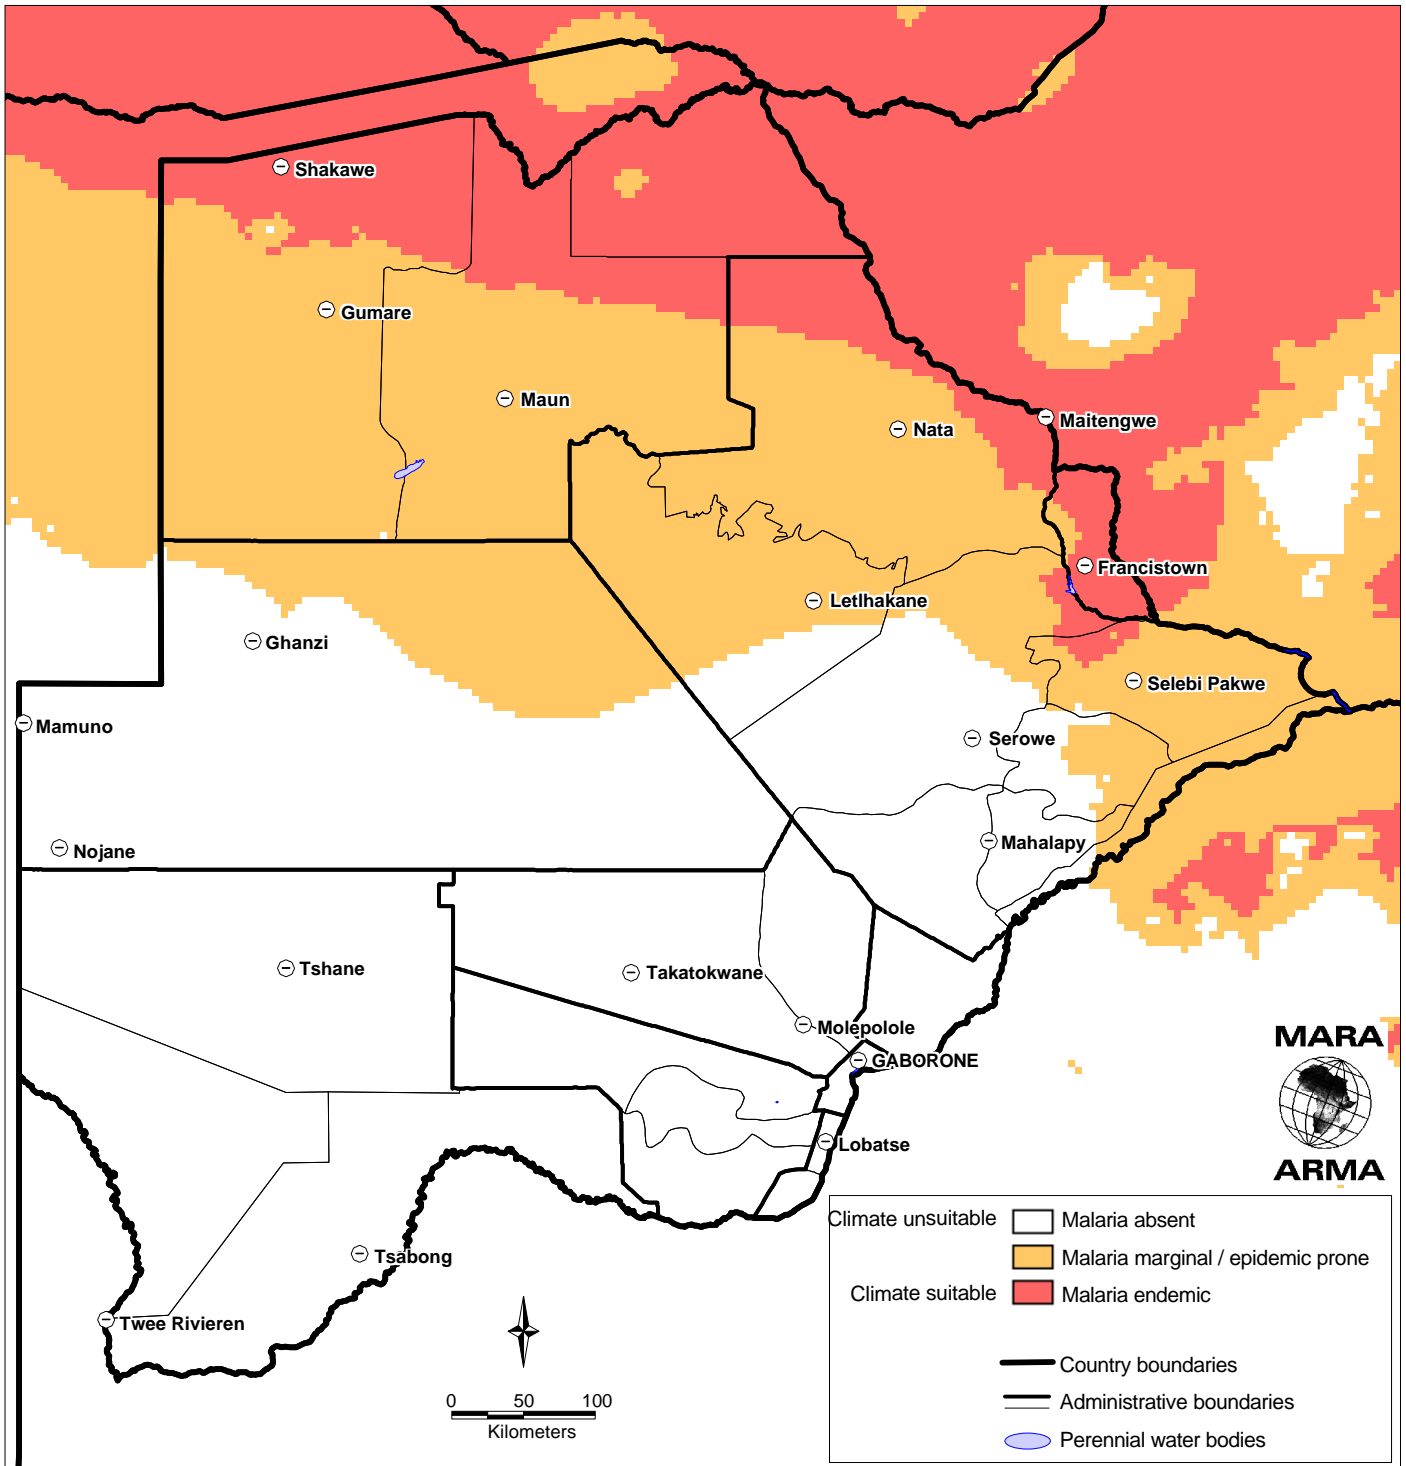 Shakawe
Gumare
Maun
Nata
Maitengwe
Francistown
Letlhakane
Ghanzi
Selebi Pakwe
Mamuno
Serowe
Nojane
Mahalapy
Tshane
Takatokwane
Molepolole
GABORONE
Lobatse
Tsabong
Twee Rivieren
MARA
ARMA
Climate unsuitable
Malaria absent
Malaria marginal / epidemic prone
Climate suitable
Malaria endemic
Country boundaries
Administrative boundaries
Perennial water bodies
0 50 100
Kilometers